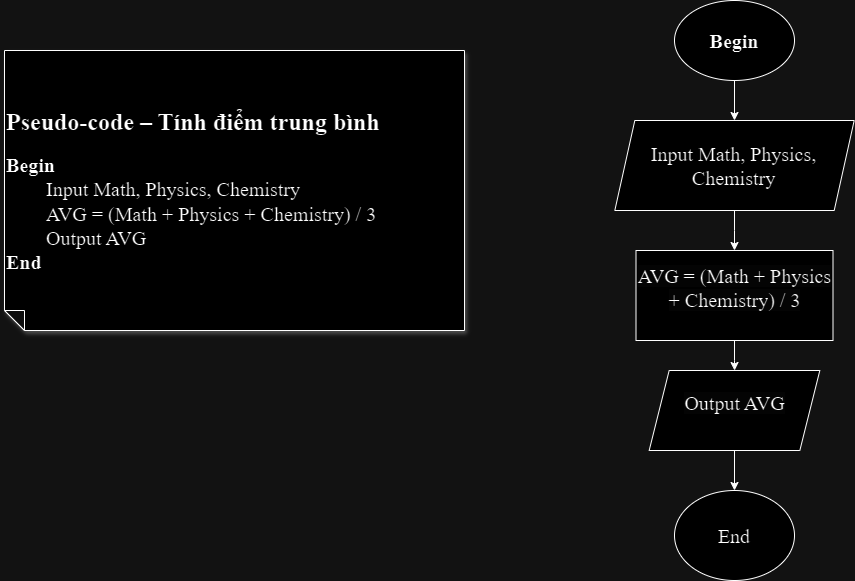 Pseudo-code – Tính điểm trung bình
Begin
Input Math, Physics, Chemistry
AVG = (Math + Physics + Chemistry) / 3
Output AVG
End
Begin
Input Math, Physics,
Chemistry
AVG = (Math + Physics
+ Chemistry) / 3
Output AVG
End